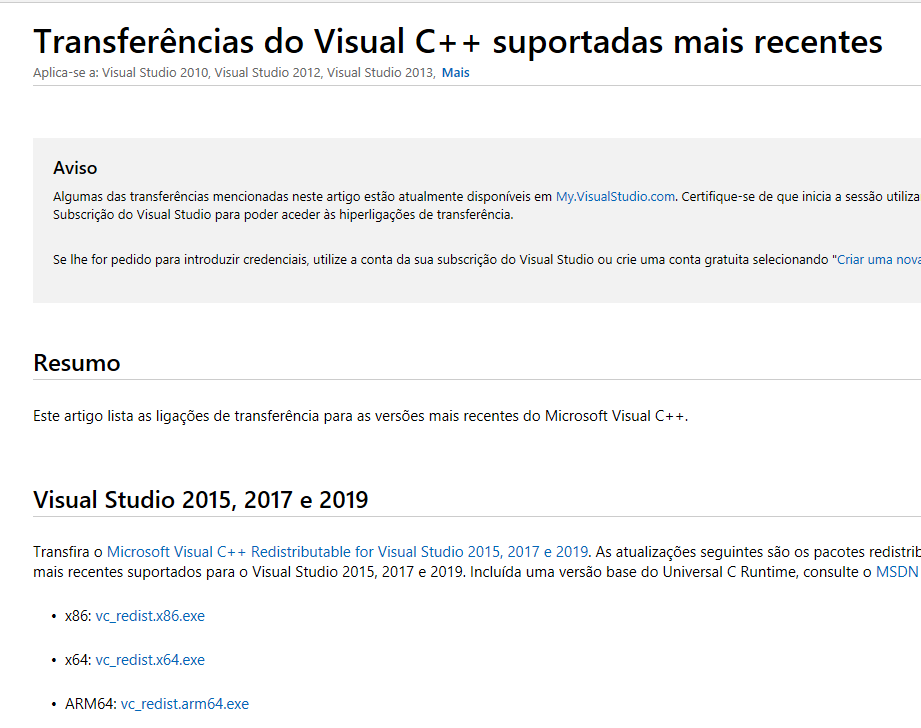 Transferências do Visual C++ suportadas mais recentes
Aplica-se a: Visual Studio 2010, Visual Studio 2012, Visual Studio 2013, Mais
Aviso
Algumas das transferências mencionadas neste artigo estão atualmente disponíveis em My.VisualStudio.com. Certifique-se de que inicia a sessão utiliza
Subscrição do Visual Studio para poder aceder às hiperligações de transferência.
Se lhe for pedido para introduzir credenciais, utilize a conta da sua subscrição do Visual Studio ou crie uma conta gratuita selecionando "Criar uma nova
Resumo
Este artigo lista as ligações de transferência para as versões mais recentes do Microsoft Visual C++.
Visual Studio 2015, 2017 e 2019
Transfira o Microsoft Visual C++ Redistributable for Visual Studio 2015, 2017 e 2019. As atualizações seguintes são os pacotes redistrib
mais recentes suportados para o Visual Studio 2015, 2017 e 2019. Incluída uma versão base do Universal C Runtime, consulte o MSDN
• x86: vc_redist.x86.exe
• x64: vc_redist.x64.exe
• ARM64: vc_redist.arm64.exe